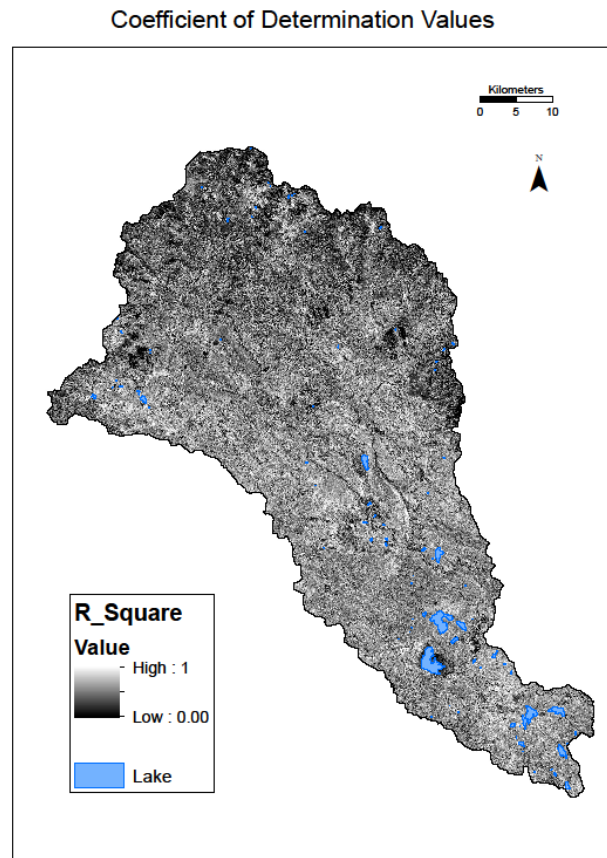 Coefficient of Determination Values
Kilometers
0 5 10
N
R_Square
Value
High : 1
Low : 0.00
Lake